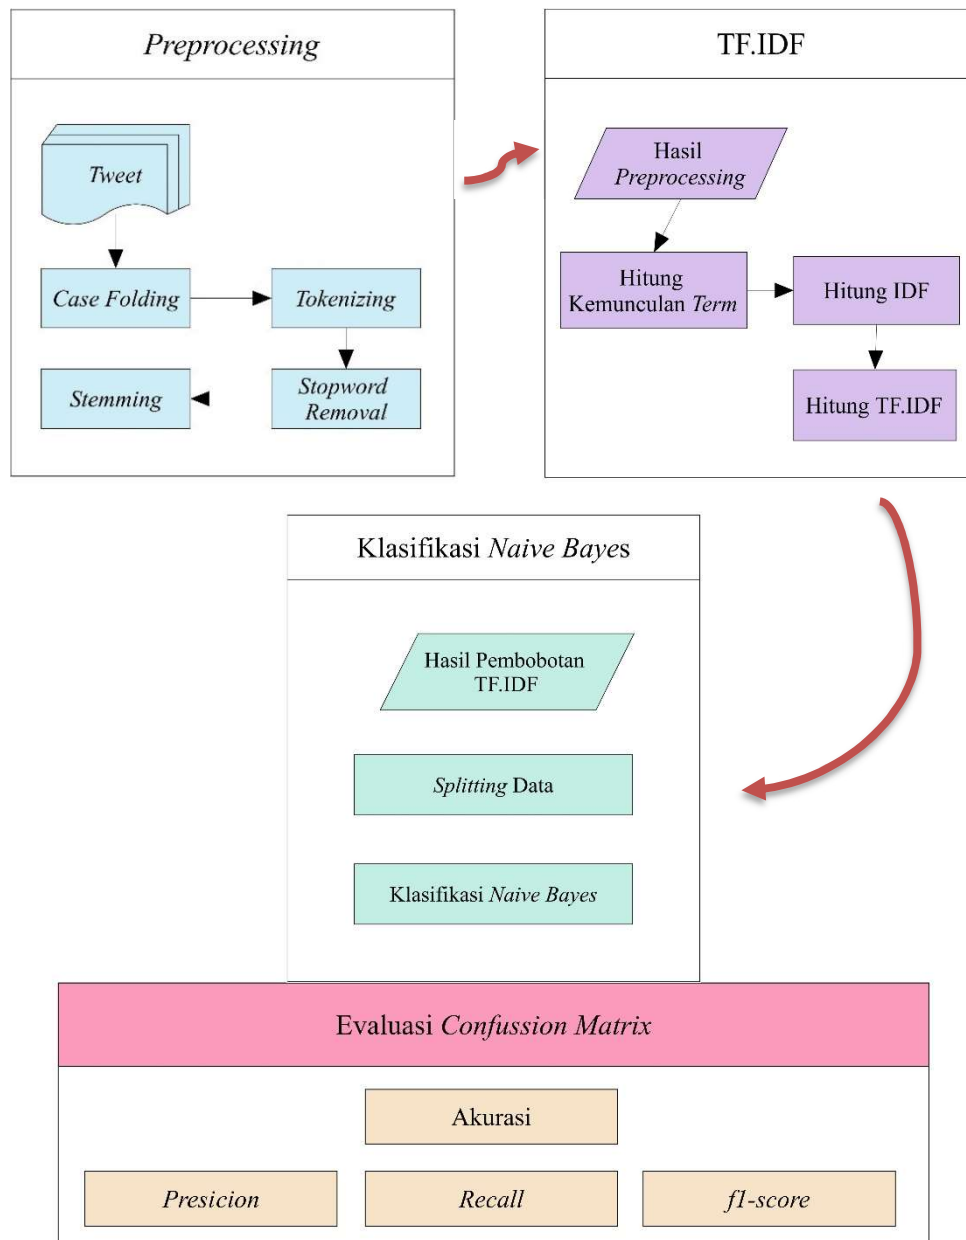 Preprocessing
Tweet
Case Folding
Tokenizing
Stemming
Stopword
Removal
TF.IDF
Hasil
Preprocessing
Hitung
Kemunculan Term
Hitung IDF
Hitung TF.IDF
Klasifikasi Naive Bayes
Hasil Pembobotan
TF.IDF
Splitting Data
Klasifikasi Naive Bayes
Evaluasi Confussion Matrix
Akurasi
Presicion
Recall
f1-score